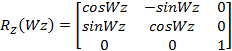 R_Z(Wz) = [cosWz −sinWz 0
sinWz cosWz 0
0 0 1]